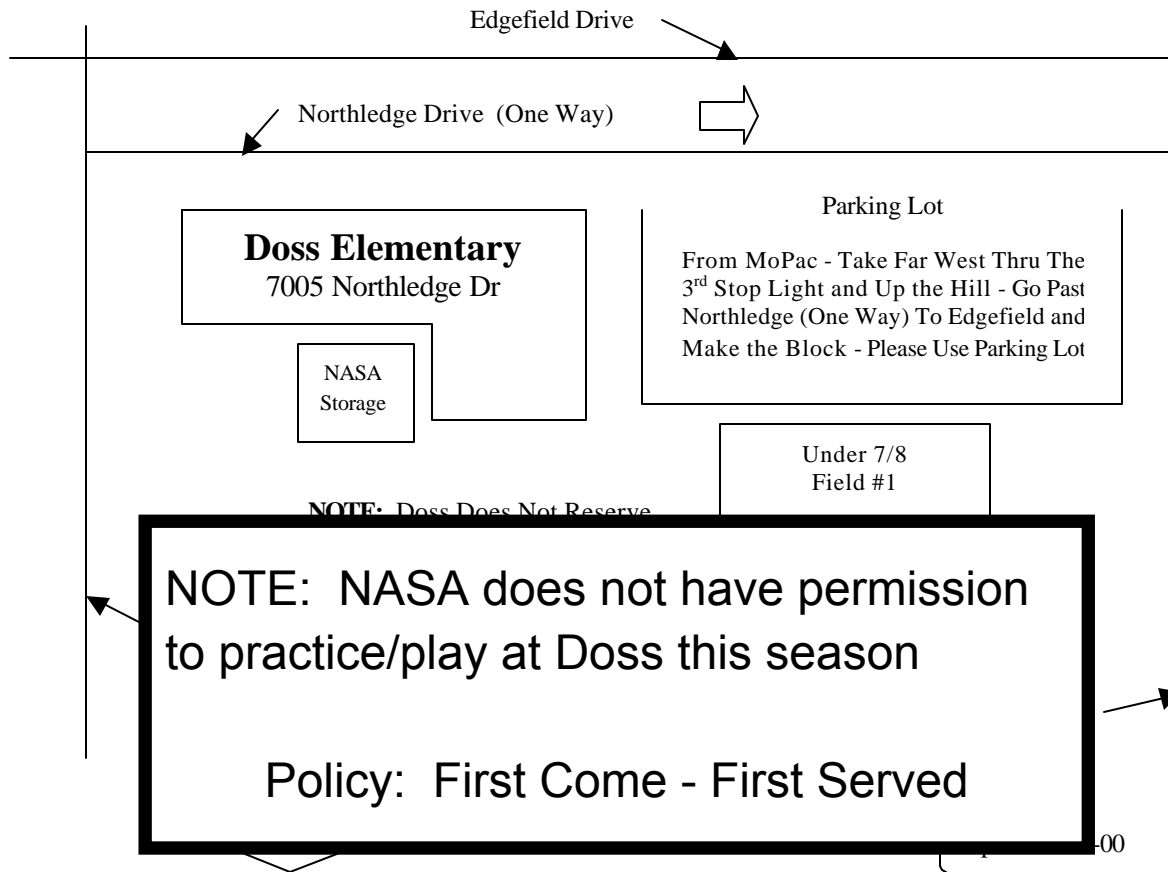 Edgefield Drive
Northledge Drive (One Way)
Parking Lot
Doss Elementary
7005 Northledge Dr
From MoPac - Take Far West Thru The
3rd Stop Light and Up the Hill - Go Past
Northledge (One Way) To Edgefield and
Make the Block - Please Use Parking Lot
NASA
Storage
Under 7/8
Field #1
NOTE: Doss Does Not Reserve
NOTE: NASA does not have permission
to practice/play at Doss this season
Policy: First Come - First Served
-00